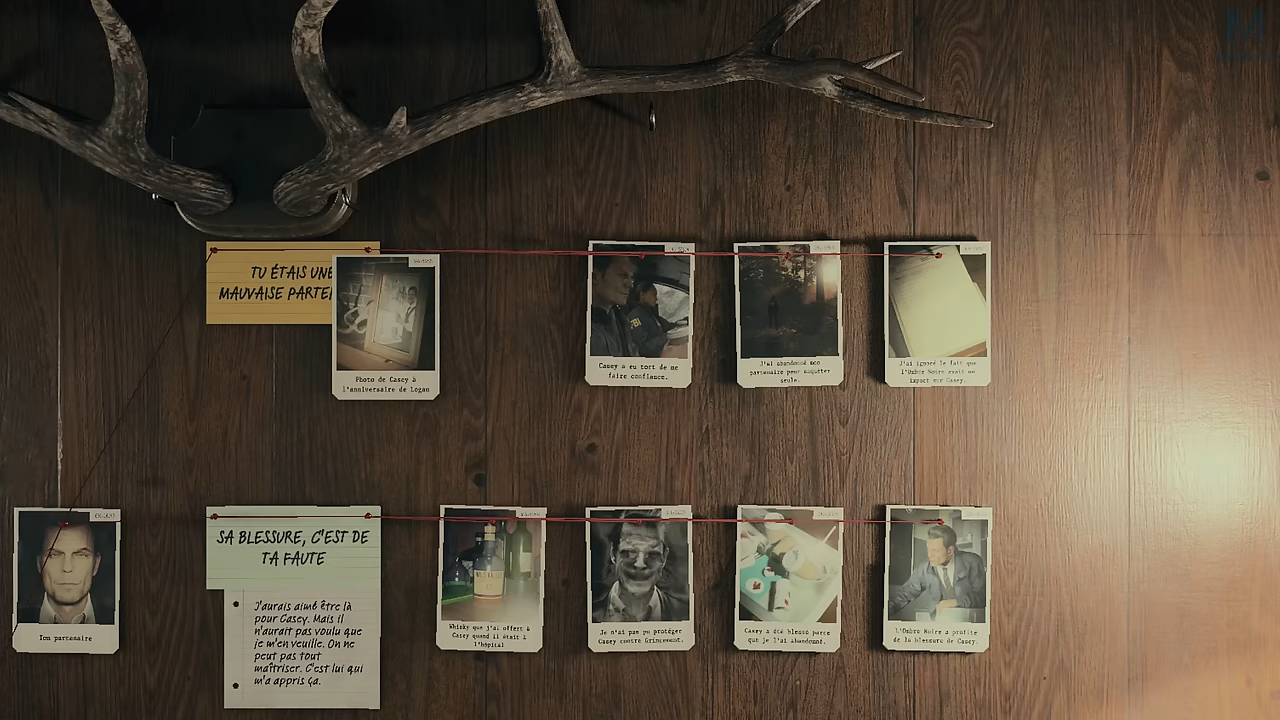 TU ÉTAIS UNE
MAUVAISE PARTE
Photo de Casey à
l'anniversaire de Logan
Casey a eu tort de me
faire confiance.
J'ai abandonné mon
partenaire pour enquêter
seule.
J'ai ignoré le fait que
l'Ombre Noire avait un
impact sur Casey.
Ton partenaire
SA BLESSURE, C'EST DE
TA FAUTE
J'aurais aimé être là
pour Casey. Mais il
n'aurait pas voulu que
je m'en veuille. On ne
peut pas tout
maîtriser. C'est lui qui
m'a appris ça.
Whisky que j'ai offert à
Casey quand il était à
l'hôpital
Je n'ai pas pu protéger
Casey contre Grincement.
Casey a été blessé parce
que je l'ai abandonné.
L'Ombre Noire a profité
de la blessure de Casey.
FBI
M